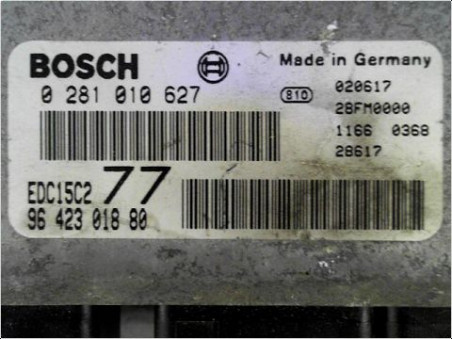 BOSCH
Made in Germany
0 281 010 627
810
020617
28FM0000
1166 0368
28617
EDC15C2 77
96 423 018 80